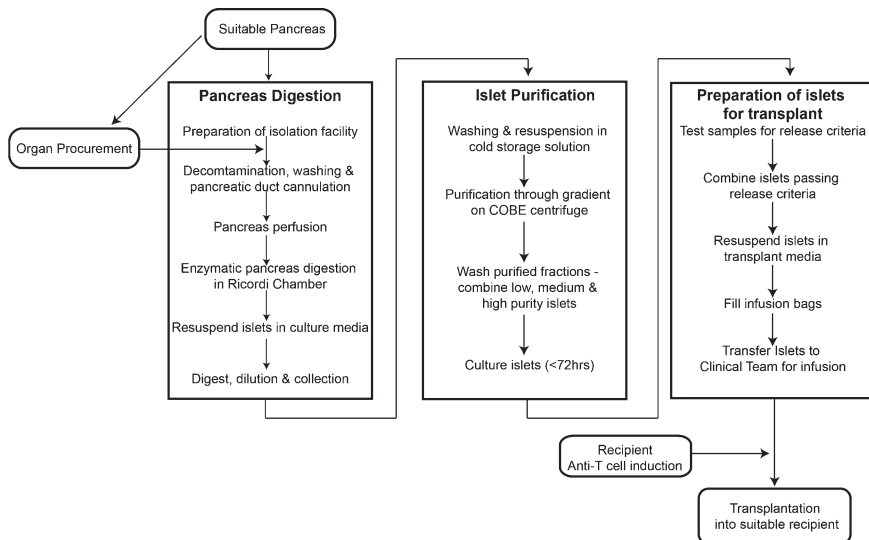 Suitable Pancreas
Organ Procurement
Pancreas Digestion
Preparation of isolation facility
Decomtamination, washing &
pancreatic duct cannulation
Pancreas perfusion
Enzymatic pancreas digestion
in Ricordi Chamber
Resuspend islets in culture media
Digest, dilution & collection
Islet Purification
Washing & resuspension in
cold storage solution
Purification through gradient
on COBE centrifuge
Wash purified fractions -
combine low, medium &
high purity islets
Culture islets (<72hrs)
Preparation of islets
for transplant
Test samples for release criteria
Combine islets passing
release criteria
Resuspend islets in
transplant media
Fill infusion bags
Transfer Islets to
Clinical Team for infusion
Recipient
Anti-T cell induction
Transplantation
into suitable recipient